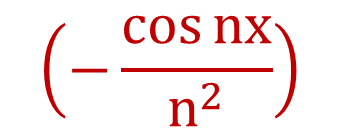 (− cos nx / n²)